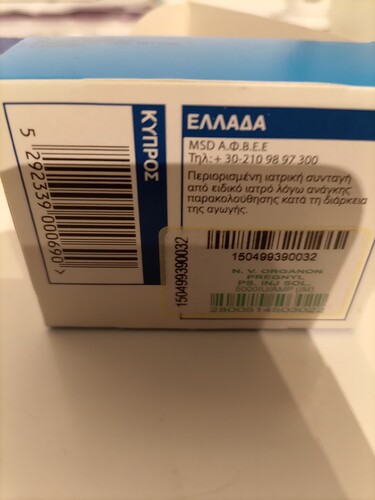 ΚΥΠΡΟΣ
5 292339 000060
ΕΛΛΑΔΑ
MSD Α.Φ.Β.Ε.Ε
Τηλ: + 30-210 98 97 300
Περιορισμένη ιατρική συνταγή
από ειδικό ιατρό λόγω ανάγκης
παρακολούθησης κατά τη διάρκεια
της αγωγής.
150499390032
150499390032
N. V. ORGANON
PREGNYL
PS. INJ SOL.